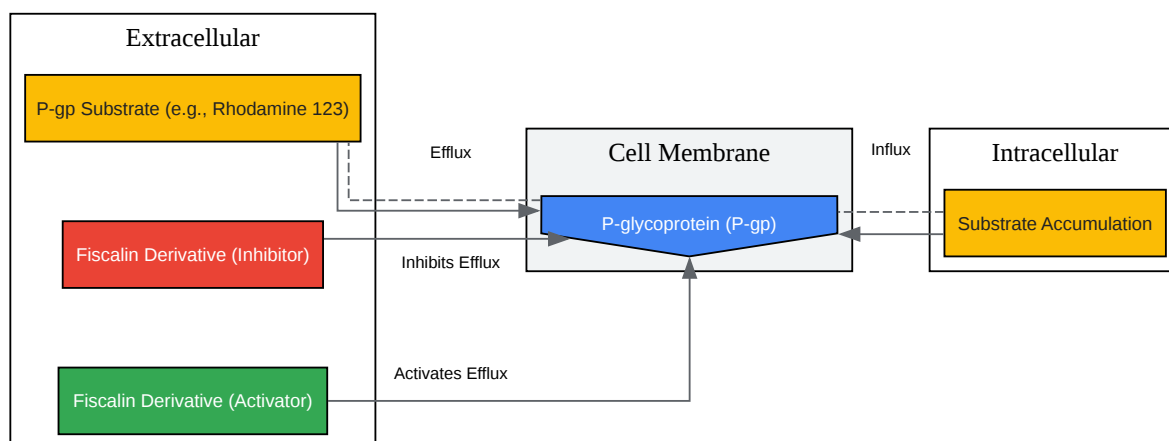 Extracellular
P-gp Substrate (e.g., Rhodamine 123)
Efflux
Cell Membrane
Influx
Intracellular
P-glycoprotein (P-gp)
Substrate Accumulation
Fiscalin Derivative (Inhibitor)
Inhibits Efflux
Activates Efflux
Fiscalin Derivative (Activator)